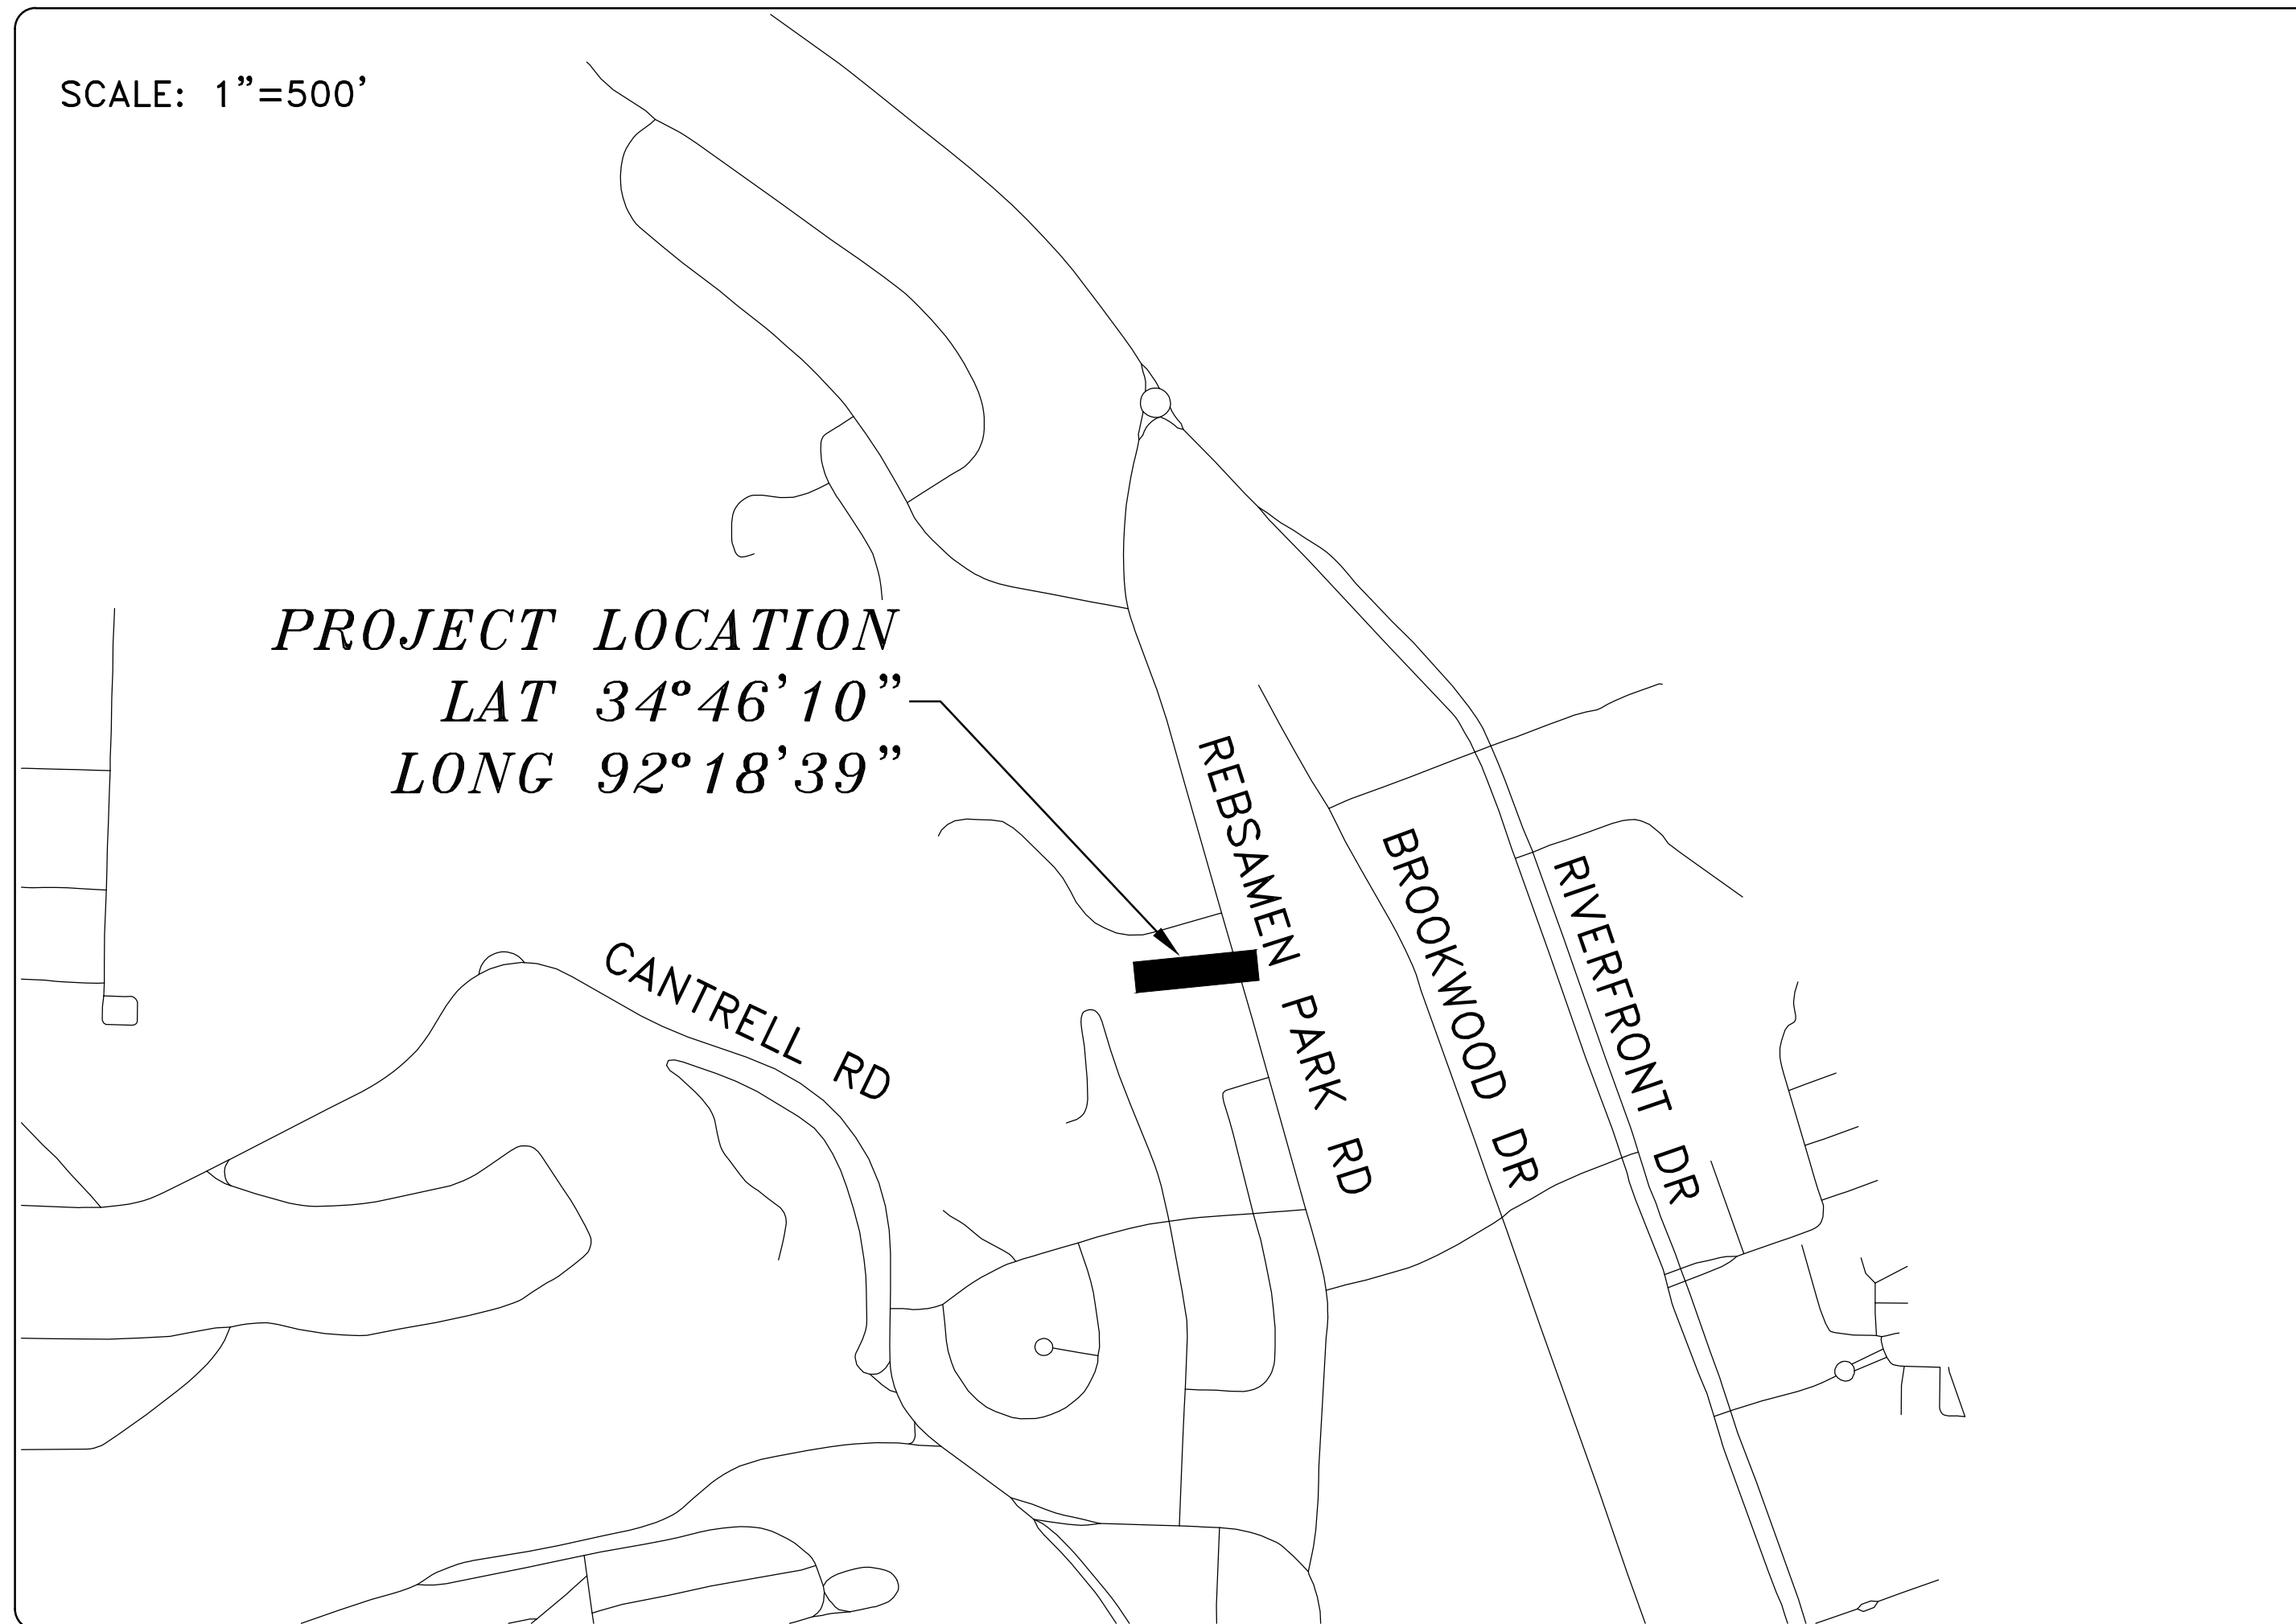 SCALE: 1"=500'
PROJECT LOCATION
LAT 34°46'10"
LONG 92°18'39"
REBSAMEN PARK RD
BROOKWOOD DR
RIVERFRONT DR
CANTRELL RD